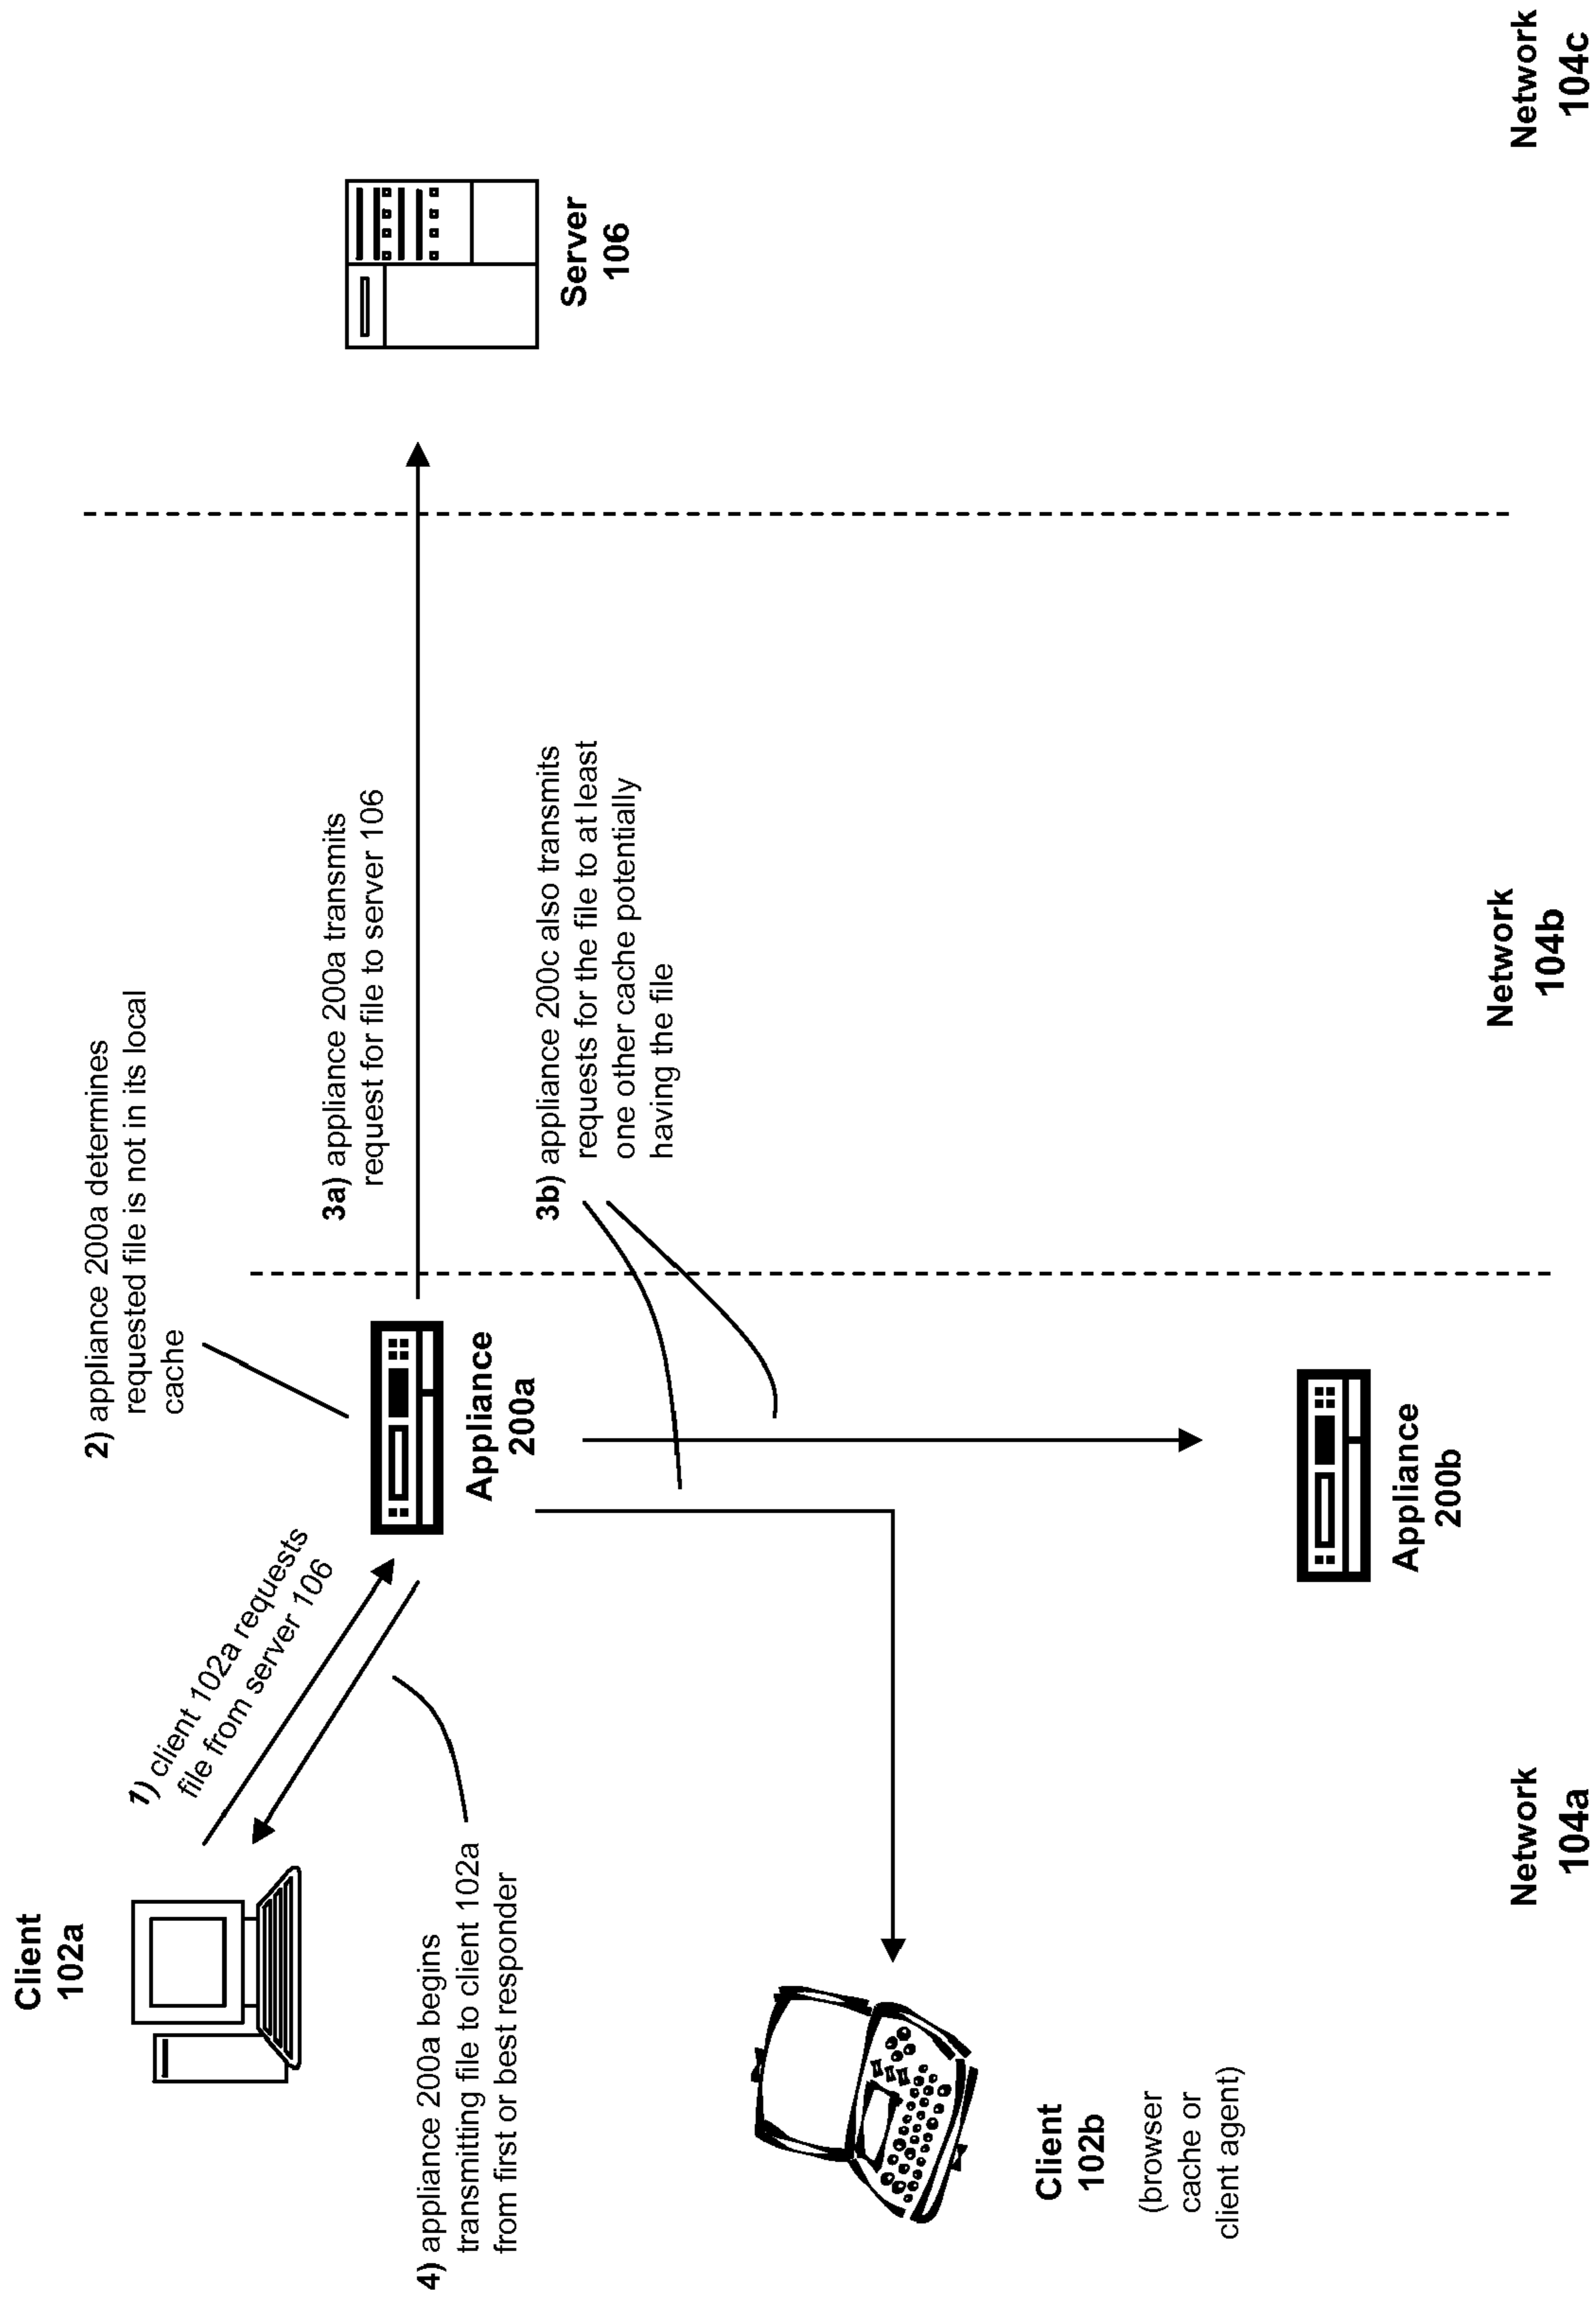 Client
102a
1) client 102a requests
file from server 106
2) appliance 200a determines
requested file is not in its local
cache
Appliance
200a
3a) appliance 200a transmits
request for file to server 106
Server
106
3b) appliance 200c also transmits
requests for the file to at least
one other cache potentially
having the file
4) appliance 200a begins
transmitting file to client 102a
from first or best responder
Client
102b
(browser
cache or
client agent)
Appliance
200b
Network
104a
Network
104b
Network
104c